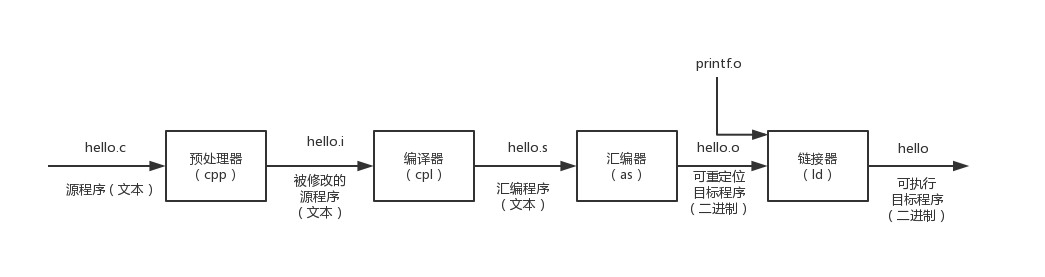 printf.o
hello.c
源程序（文本）
预处理器
（cpp）
hello.i
被修改的
源程序
（文本）
编译器
（cpl）
hello.s
汇编程序
（文本）
汇编器
（as）
hello.o
可重定位
目标程序
（二进制）
链接器
（ld）
hello
可执行
目标程序
（二进制）